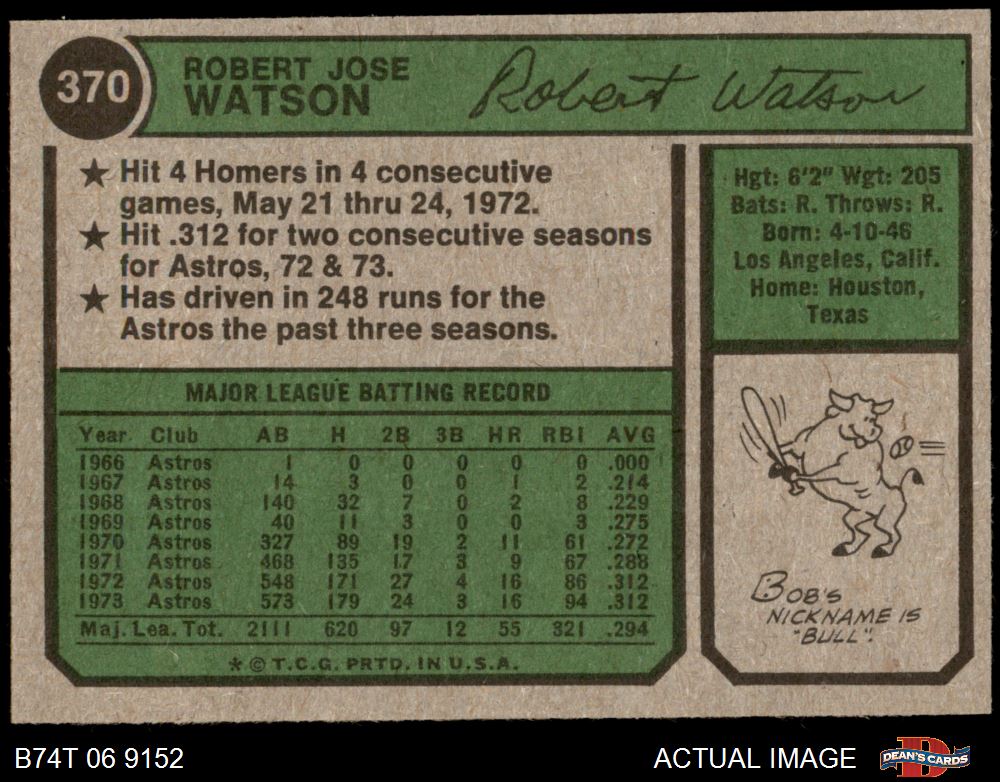 370
ROBERT JOSE
WATSON
Robert Watson
★ Hit 4 Homers in 4 consecutive
games, May 21 thru 24, 1972.
★ Hit .312 for two consecutive seasons
for Astros, 72 & 73.
★ Has driven in 248 runs for the
Astros the past three seasons.
Hgt: 6'2" Wgt: 205
Bats: R. Throws: R.
Born: 4-10-46
Los Angeles, Calif.
Home: Houston,
Texas
MAJOR LEAGUE BATTING RECORD
Year Club AB H 2B 3B HR RBI AVG
1966 Astros 1 0 0 0 0 0 .000
1967 Astros 14 3 0 0 1 2 .214
1968 Astros 140 32 7 0 2 8 .229
1969 Astros 40 11 3 0 0 3 .275
1970 Astros 327 89 19 2 11 61 .272
1971 Astros 468 135 17 3 9 67 .288
1972 Astros 548 171 27 4 16 86 .312
1973 Astros 573 179 24 3 16 94 .312
Maj. Lea. Tot. 2111 620 97 12 55 321 .294
* © T.C.G. PRTD. IN U.S.A.
BOB'S
NICKNAME IS
"BULL".
B74T 06 9152
ACTUAL IMAGE
D
DEAN'S CARDS